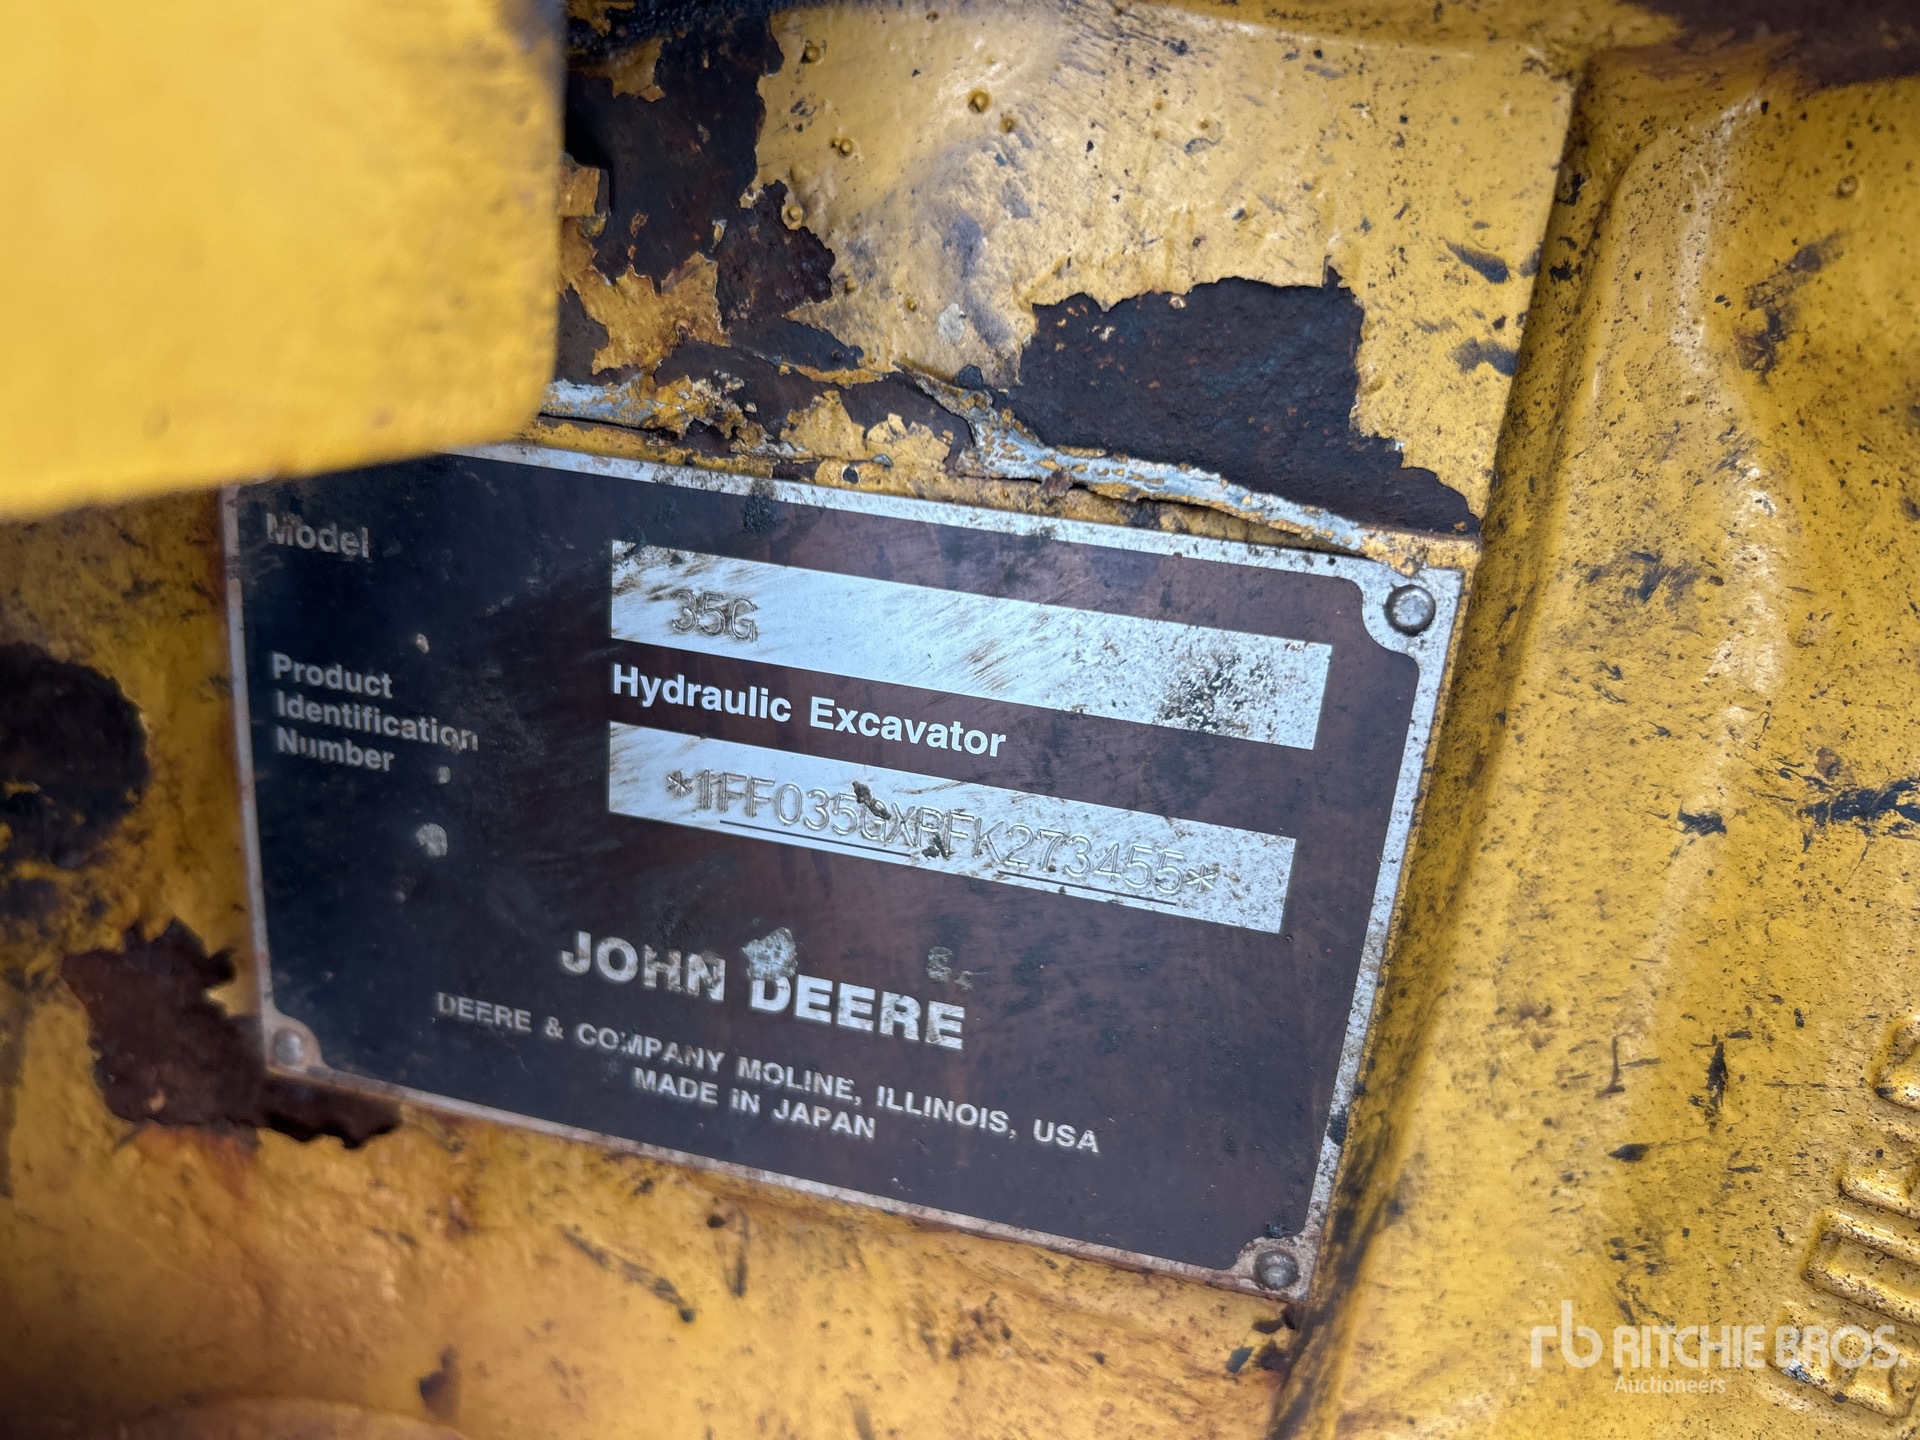 Model
35G
Hydraulic Excavator
Product
Identification
Number
*1FF035GXPFK273455*
JOHN DEERE
DEERE & COMPANY MOLINE, ILLINOIS, USA
MADE IN JAPAN
rb RITCHIE BROS.
Auctioneers